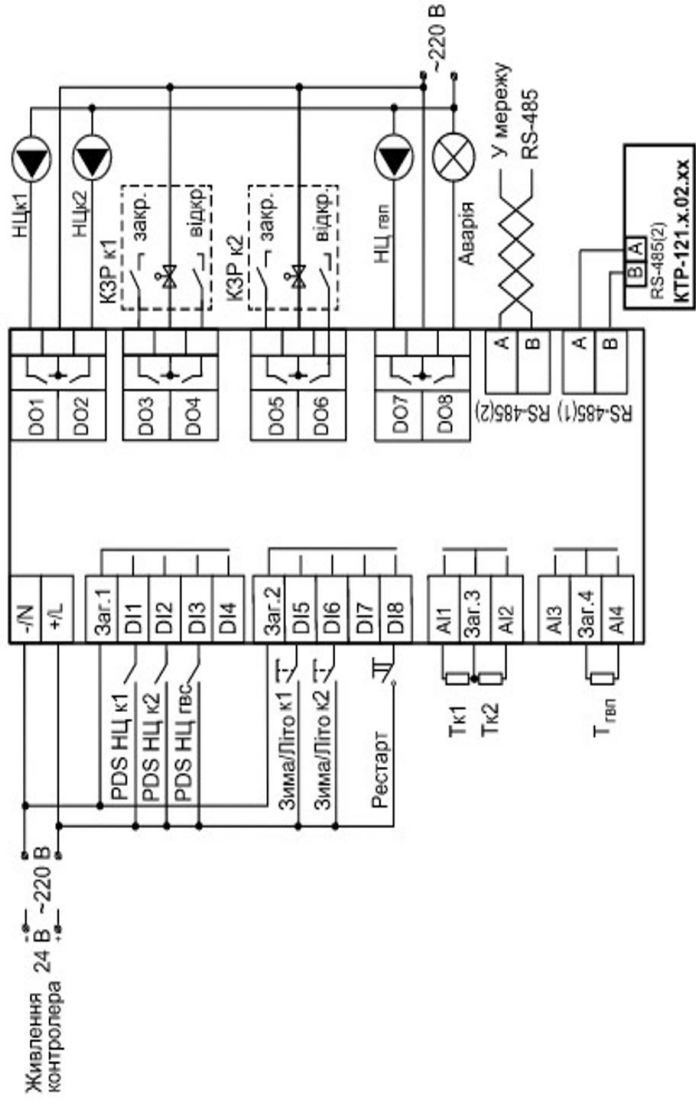 Живлення
контролера
24 В
~220 В
-
+
-/N
+/L
Заг.1
DI1
DI2
DI3
DI4
PDS НЦ к1
PDS НЦ к2
PDS НЦ гвс
Заг.2
DI5
DI6
DI7
DI8
Зима/Літо к1
Зима/Літо к2
Рестарт
AI1
Заг.3
AI2
Тк1
Тк2
AI3
Заг.4
AI4
Т гвп
DO1
DO2
НЦк1
НЦк2
DO3
DO4
КЗР к1
закр.
відкр.
DO5
DO6
КЗР к2
закр.
відкр.
DO7
DO8
НЦ гвп
Аварія
~220 В
RS-485(2)
A
B
У мережу
RS-485
RS-485(1)
A
B
B A
RS-485(2)
КТР-121.х.02.хх